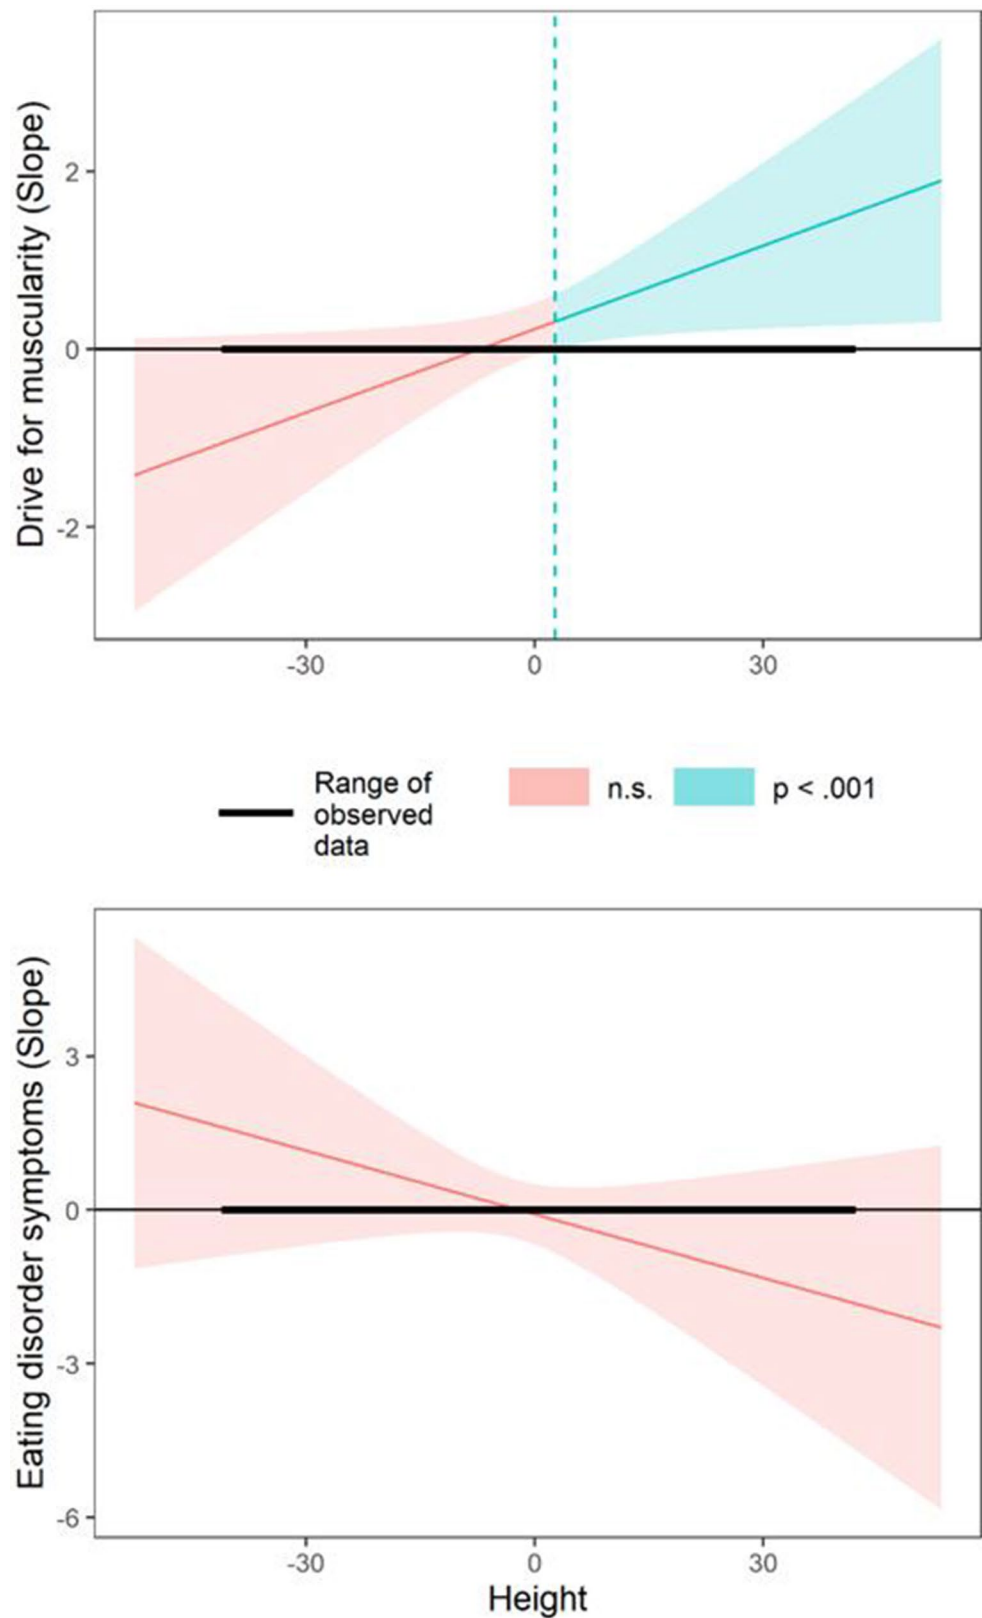 Drive for muscularity (Slope)
2
0
-2
-30 0 30
Range of
observed
data
n.s.
p < .001
Eating disorder symptoms (Slope)
3
0
-3
-6
-30 0 30
Height